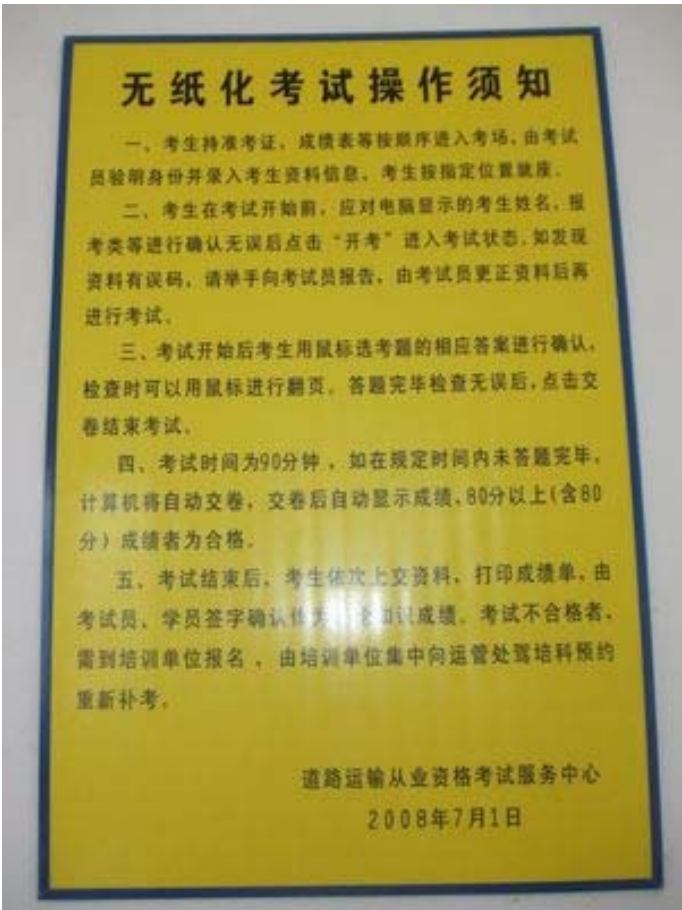 无纸化考试操作须知
一、考生持准考证、成绩表等按顺序进入考场,由考试
员验明身份并录入考生资料信息、考生按指定位置就座。
二、考生在考试开始前,应对电脑显示的考生姓名、报
考类等进行确认无误后点击“开考”进入考试状态,如发现
资料有误码,请举手向考试员报告,由考试员更正资料后再
进行考试。
三、考试开始后考生用鼠标选考题的相应答案进行确认,
检查时可以用鼠标进行翻页。答题完毕检查无误后,点击交
卷结束考试。
四、考试时间为90分钟,如在规定时间内未答题完毕,
计算机将自动交卷,交卷后自动显示成绩,80分以上(含80
分)成绩者为合格。
五、考试结束后,考生依次上交资料,打印成绩单,由
考试员、学员签字确认作为 知识成绩。考试不合格者,
需到培训单位报名,由培训单位集中向运管处驾培科预约
重新补考。
道路运输从业资格考试服务中心
2008年7月1日